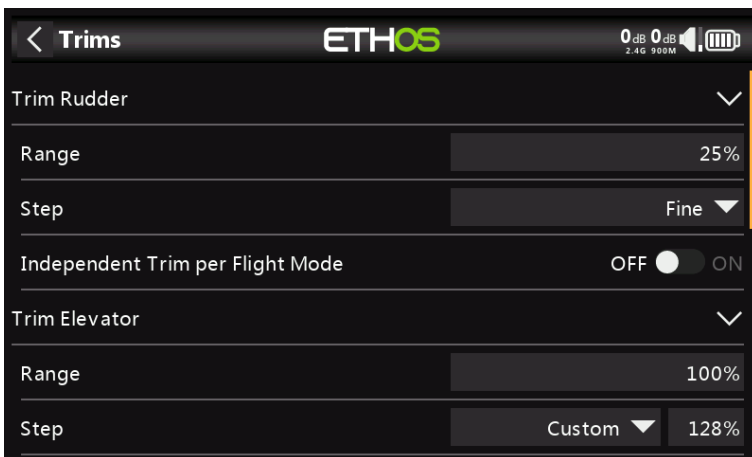 Trims ETHOS 0dB 0dB
2.4G 900M
Trim Rudder
Range 25%
Step Fine
Independent Trim per Flight Mode OFF ON
Trim Elevator
Range 100%
Step Custom 128%